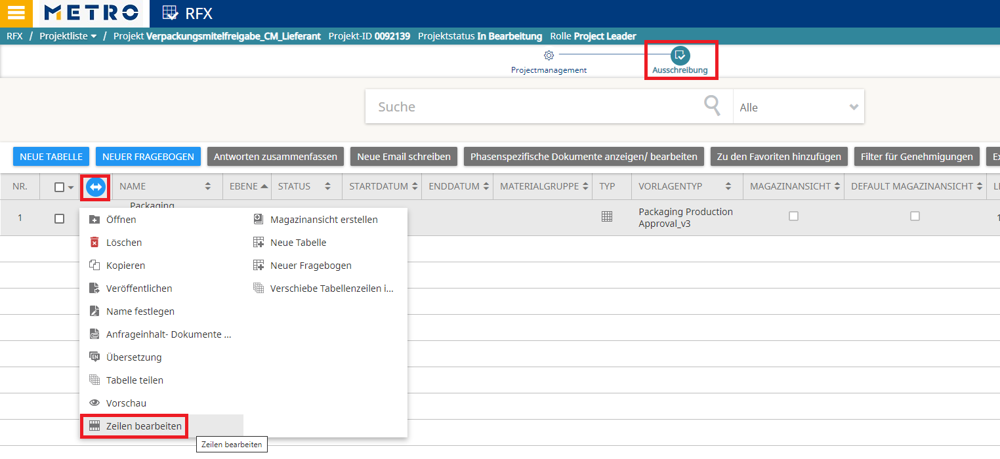 METRO RFX
RFX / Projektliste / Projekt Verpackungsmitelfreigabe_CM_Lieferant Projekt-ID 0092139 Projektstatus In Bearbeitung Rolle Project Leader
Projectmanagement Ausschreibung
Suche Alle
NEUE TABELLE NEUER FRAGEBOGEN Antworten zusammenfassen Neue Email schreiben Phasenspezifische Dokumente anzeigen/ bearbeiten Zu den Favoriten hinzufügen Filter für Genehmigungen Ex
NR. NAME EBENE STATUS STARTDATUM ENDDATUM MATERIALGRUPPE TYP VORLAGENTYP MAGAZINANSICHT DEFAULT MAGAZINANSICHT
Packaging
1 Packaging Production
Approval_v3
Öffnen
Löschen
Kopieren
Veröffentlichen
Name festlegen
Anfrageinhalt- Dokumente ...
Übersetzung
Tabelle teilen
Vorschau
Zeilen bearbeiten
Magazinansicht erstellen
Neue Tabelle
Neuer Fragebogen
Verschiebe Tabellenzeilen i...
Zeilen bearbeiten